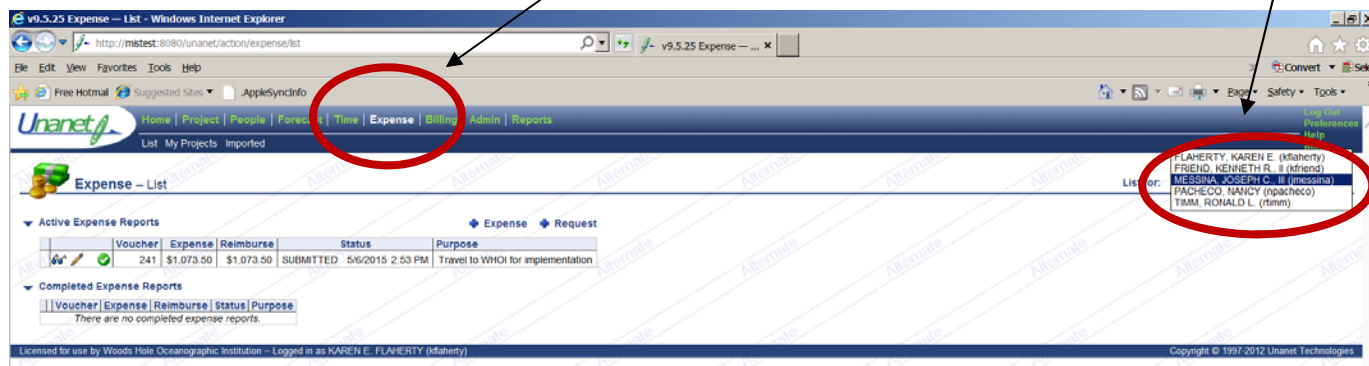 v9.5.25 Expense — List - Windows Internet Explorer
http://mistest:8080/unanet/action/expense/list
v9.5.25 Expense — ...
File Edit View Favorites Tools Help
Convert
Free Hotmail Suggested Sites AppleSyncInfo
Page Safety Tools
Unanet
Home | Project | People | Forecast | Time | Expense | Billing | Admin | Reports
Log Out
Preferences
Help
List My Projects Imported
Expense – List
List for:
FLAHERTY, KAREN E. (kflaherty)
FRIEND, KENNETH R., II (kfriend)
MESSINA, JOSEPH C., III (jmessina)
PACHECO, NANCY (npacheco)
TIMM, RONALD L. (rtimm)
Active Expense Reports
Expense Request
Voucher Expense Reimburse Status Purpose
241 $1,073.50 $1,073.50 SUBMITTED 5/6/2015 2:53 PM Travel to WHOI for implementation
Completed Expense Reports
Voucher Expense Reimburse Status Purpose
There are no completed expense reports.
Alternate
Licensed for use by Woods Hole Oceanographic Institution – Logged in as KAREN E. FLAHERTY (kflaherty)
Copyright © 1997-2012 Unanet Technologies